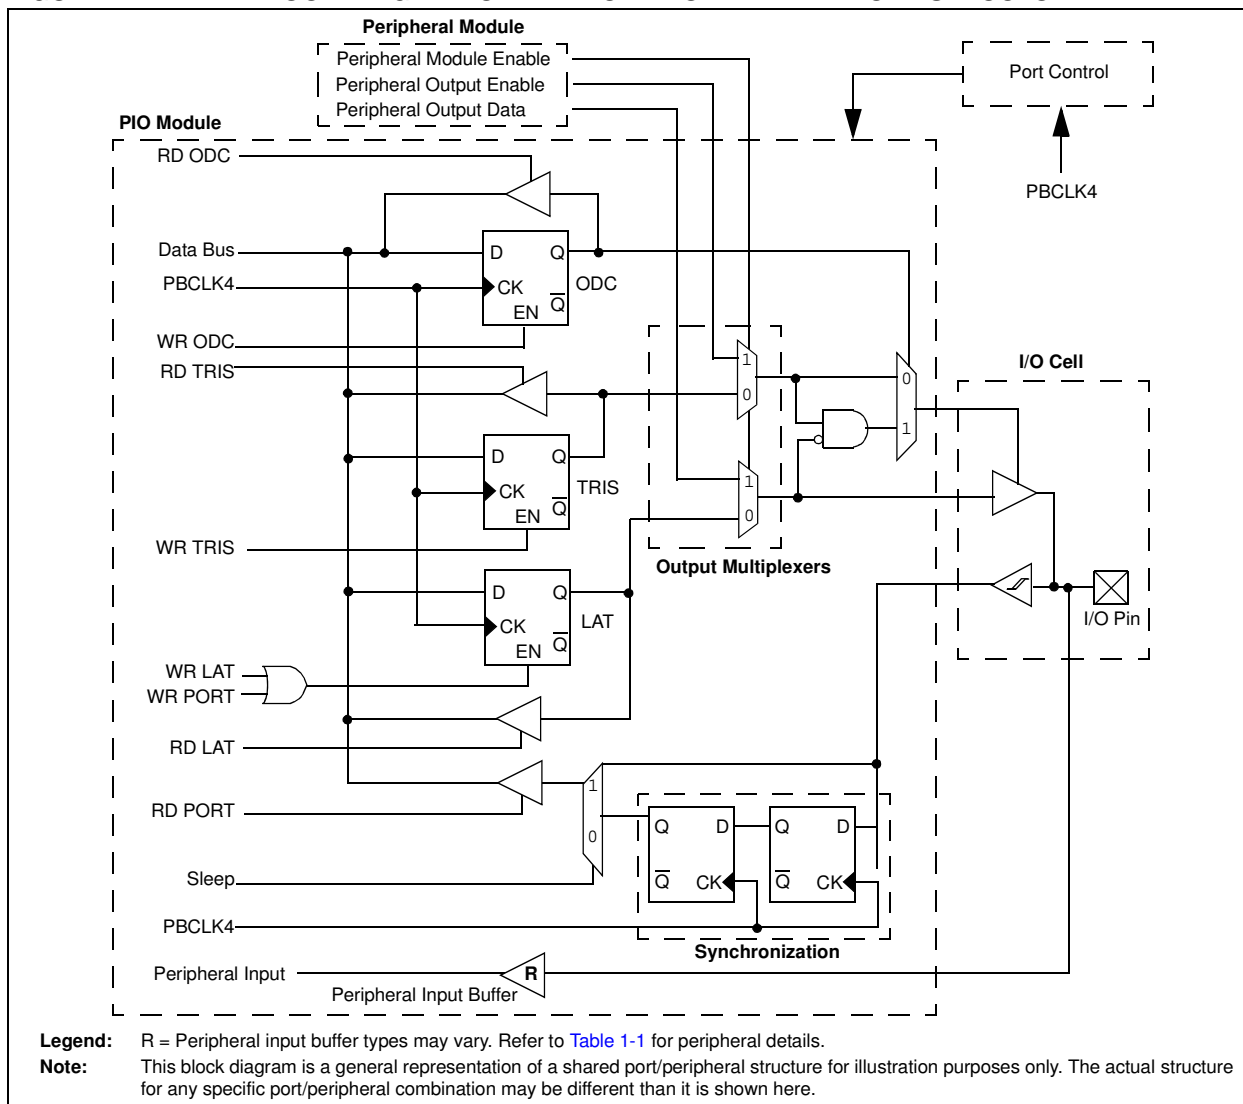 Peripheral Module
Peripheral Module Enable
Peripheral Output Enable
Peripheral Output Data
Port Control
PBCLK4
PIO Module
RD ODC
Data Bus
D
Q
ODC
PBCLK4
CK
EN
Q
WR ODC
RD TRIS
1
0
0
1
I/O Cell
D
Q
TRIS
CK
EN
Q
1
0
WR TRIS
Output Multiplexers
D
Q
LAT
CK
EN
Q
I/O Pin
WR LAT
WR PORT
RD LAT
RD PORT
1
0
Q
D
Q
D
Q
CK
Q
CK
Sleep
PBCLK4
Synchronization
Peripheral Input
R
Peripheral Input Buffer
Legend: R = Peripheral input buffer types may vary. Refer to Table 1-1 for peripheral details.
Note: This block diagram is a general representation of a shared port/peripheral structure for illustration purposes only. The actual structure
for any specific port/peripheral combination may be different than it is shown here.